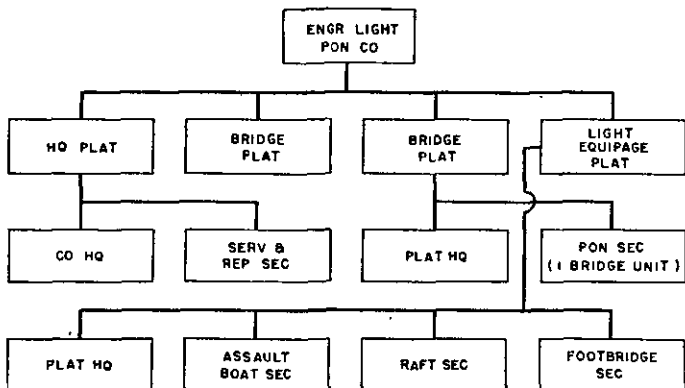 ENGR LIGHT
PON CO
HQ PLAT
BRIDGE
PLAT
BRIDGE
PLAT
LIGHT
EQUIPAGE
PLAT
CO HQ
SERV &
REP SEC
PLAT HQ
PON SEC
(1 BRIDGE UNIT)
PLAT HQ
ASSAULT
BOAT SEC
RAFT SEC
FOOTBRIDGE
SEC